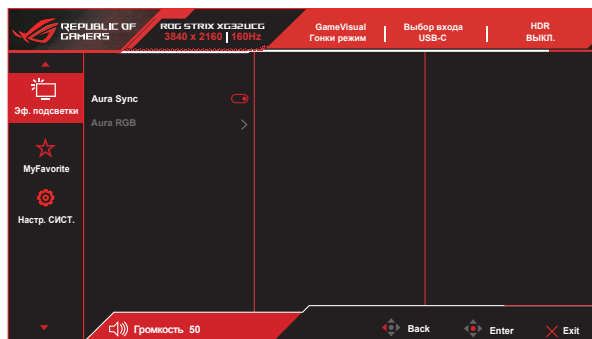 REPUBLIC OF
GAMERS
ROG STRIX XG32UCG
3840 x 2160 160Hz
GameVisual
Гонки режим
Выбор входа
USB-C
HDR
ВЫКЛ.
Эф. подсветки
Aura Sync
Aura RGB
MyFavorite
Настр. СИСТ.
Громкость 50
Back
Enter
Exit